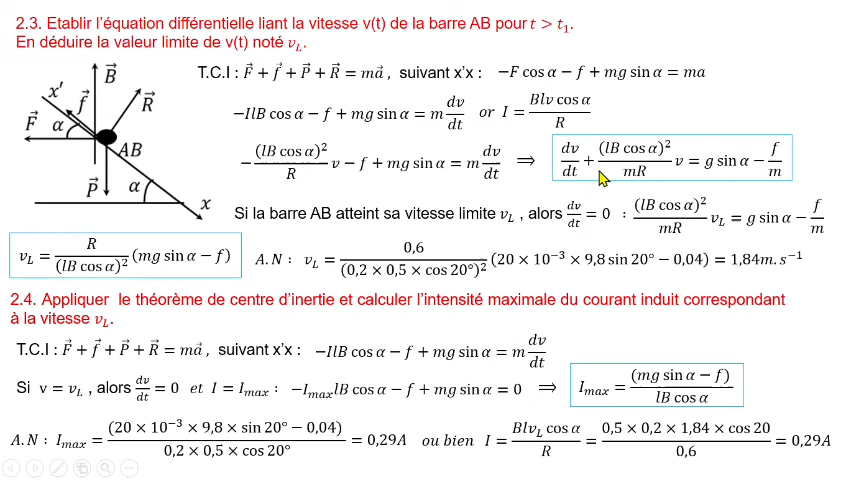 2.3. Etablir l'équation différentielle liant la vitesse v(t) de la barre AB pour t > t₁.
En déduire la valeur limite de v(t) noté v_L.
T.C.I : F⃗ + f⃗ + P⃗ + R⃗ = ma⃗ , suivant x'x : −F cos α − f + mg sin α = ma
−IlB cos α − f + mg sin α = m dv/dt or I = Blv cos α / R
−(lB cos α)²/R v − f + mg sin α = m dv/dt ⟹ dv/dt + (lB cos α)²/mR v = g sin α − f/m
x' B⃗ f⃗ R⃗ F⃗ α AB P⃗ α x
Si la barre AB atteint sa vitesse limite v_L , alors dv/dt = 0 : (lB cos α)²/mR v_L = g sin α − f/m
v_L = R/(lB cos α)² (mg sin α − f) A.N : v_L = 0,6/(0,2 × 0,5 × cos 20°)² (20 × 10⁻³ × 9,8 sin 20° − 0,04) = 1,84m.s⁻¹
2.4. Appliquer le théorème de centre d'inertie et calculer l'intensité maximale du courant induit correspondant
à la vitesse v_L.
T.C.I : F⃗ + f⃗ + P⃗ + R⃗ = ma⃗ , suivant x'x : −IlB cos α − f + mg sin α = m dv/dt
Si v = v_L , alors dv/dt = 0 et I = I_max : −I_max lB cos α − f + mg sin α = 0 ⟹ I_max = (mg sin α − f)/lB cos α
A.N : I_max = (20 × 10⁻³ × 9,8 × sin 20° − 0,04)/0,2 × 0,5 × cos 20° = 0,29A ou bien I = Blv_L cos α / R = 0,5 × 0,2 × 1,84 × cos 20/0,6 = 0,29A